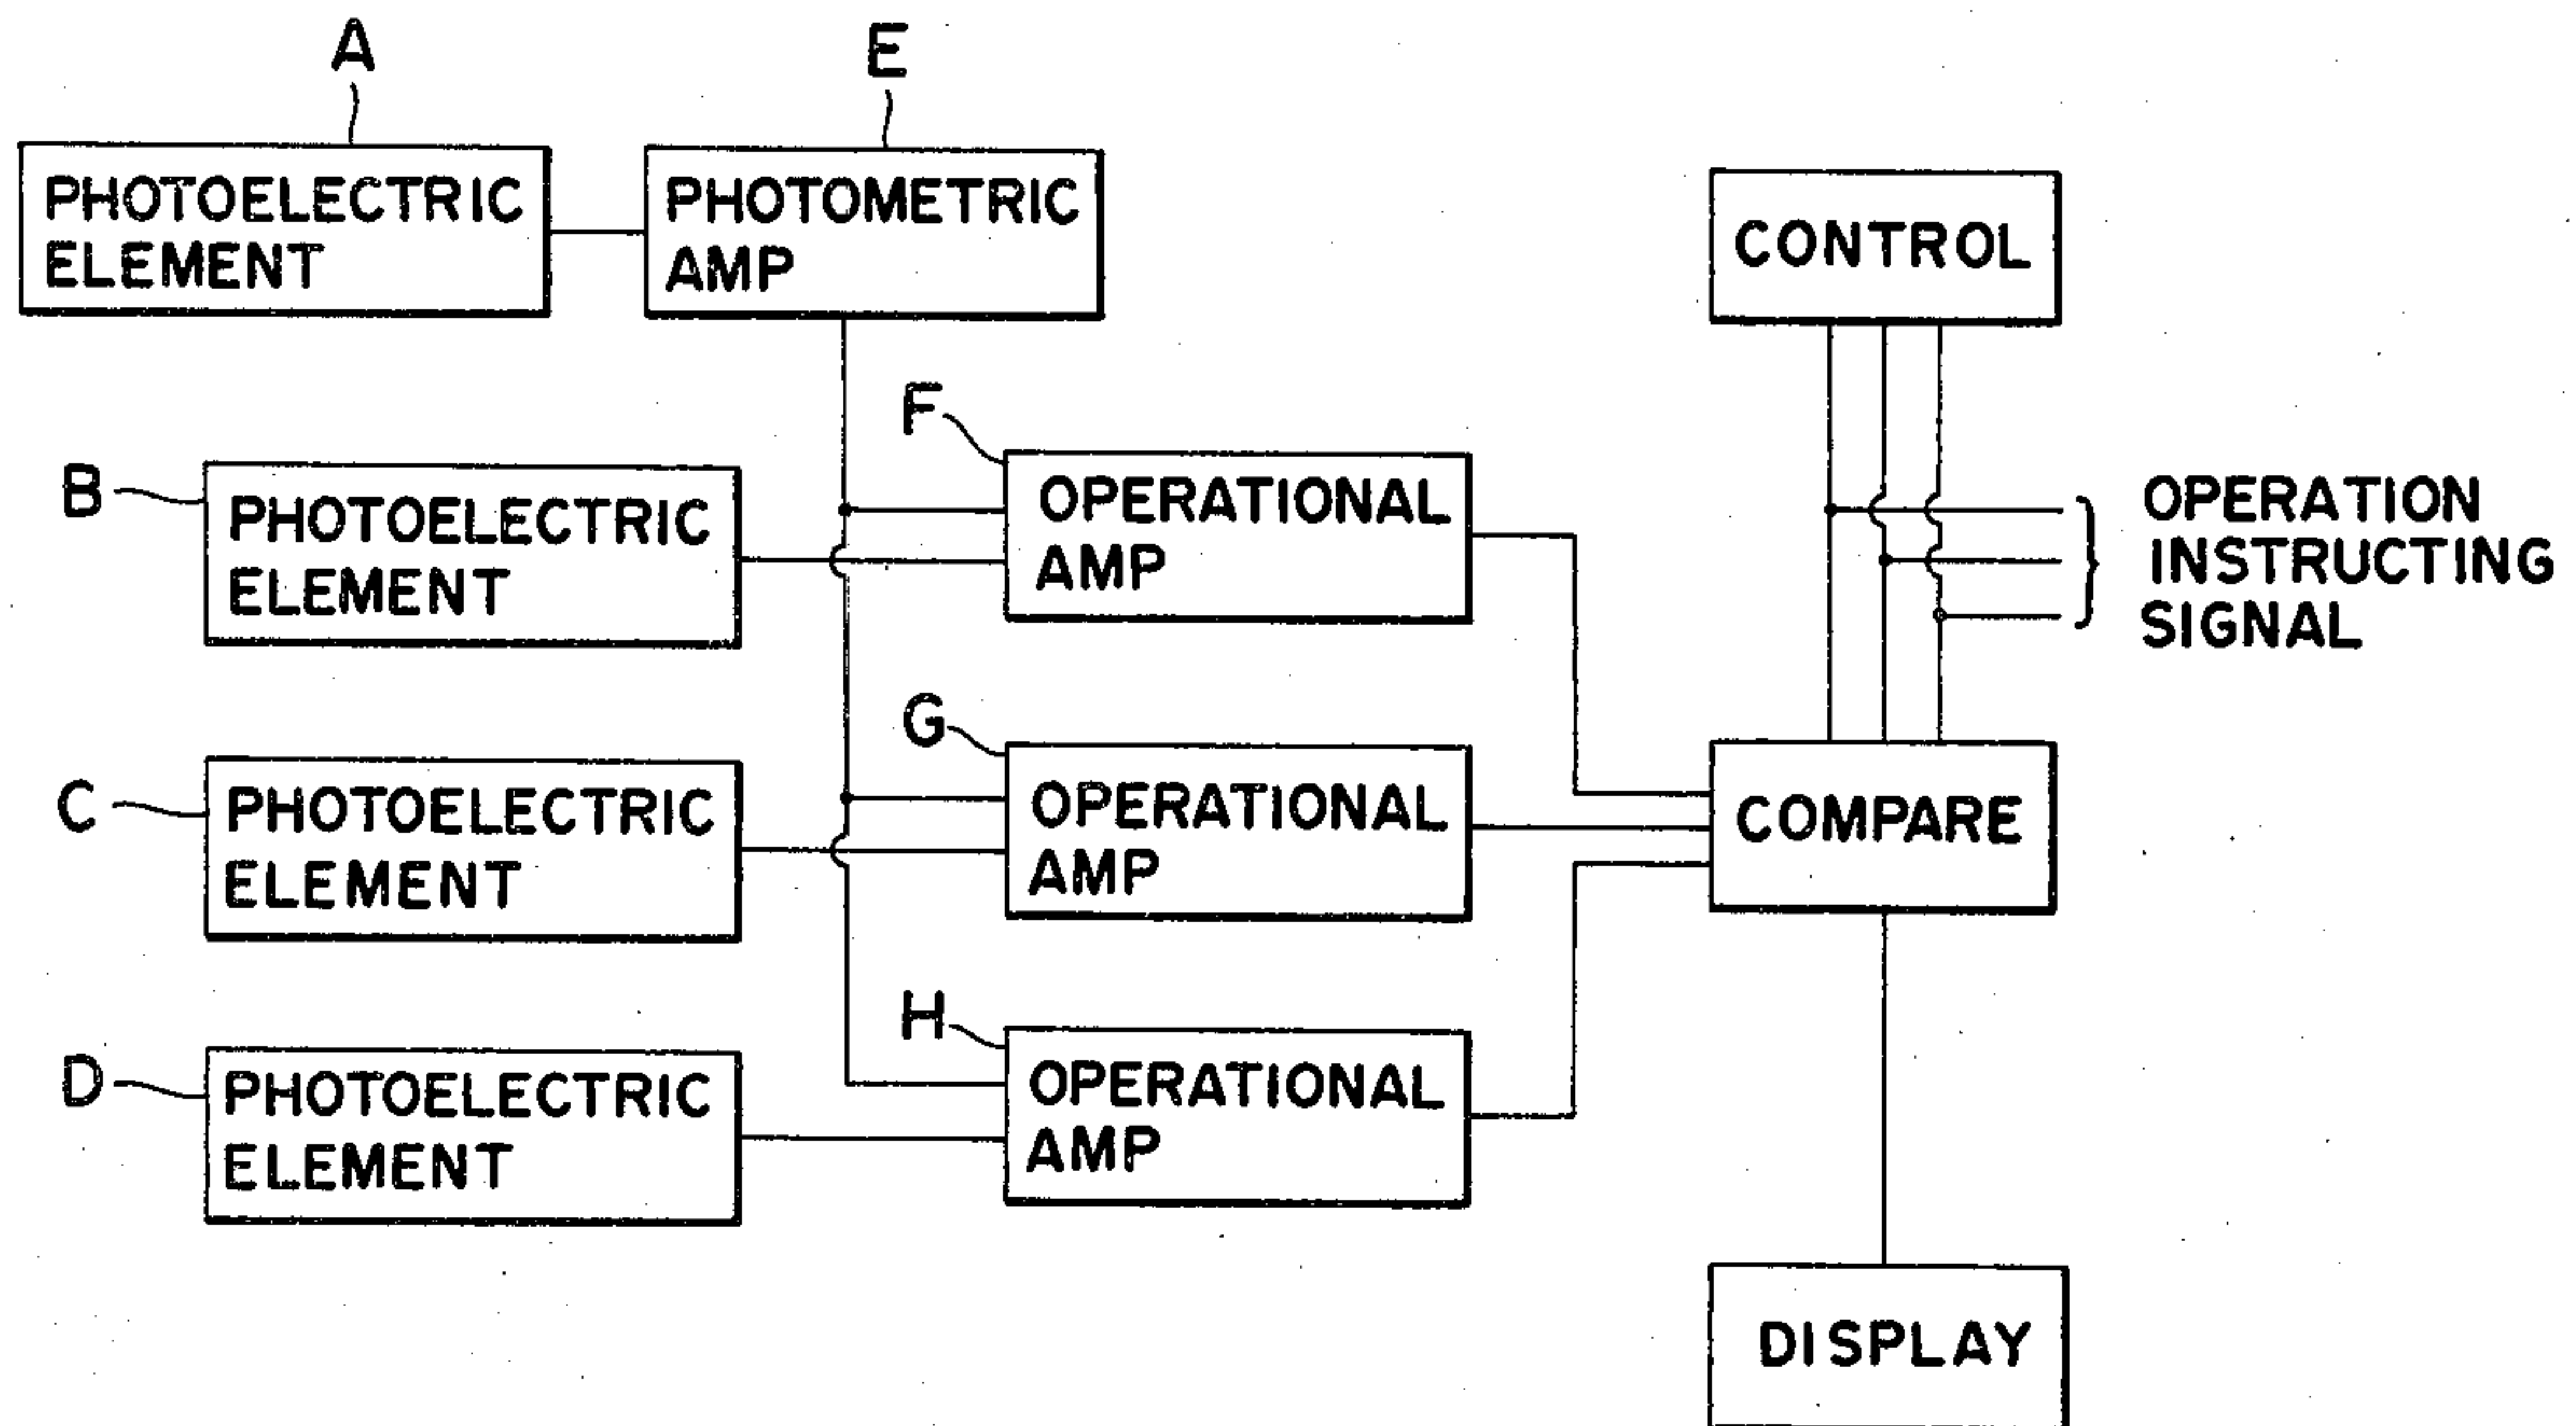 A
E
PHOTOELECTRIC
ELEMENT
PHOTOMETRIC
AMP
CONTROL
B
PHOTOELECTRIC
ELEMENT
F
OPERATIONAL
AMP
OPERATION
INSTRUCTING
SIGNAL
C
PHOTOELECTRIC
ELEMENT
G
OPERATIONAL
AMP
COMPARE
D
PHOTOELECTRIC
ELEMENT
H
OPERATIONAL
AMP
DISPLAY